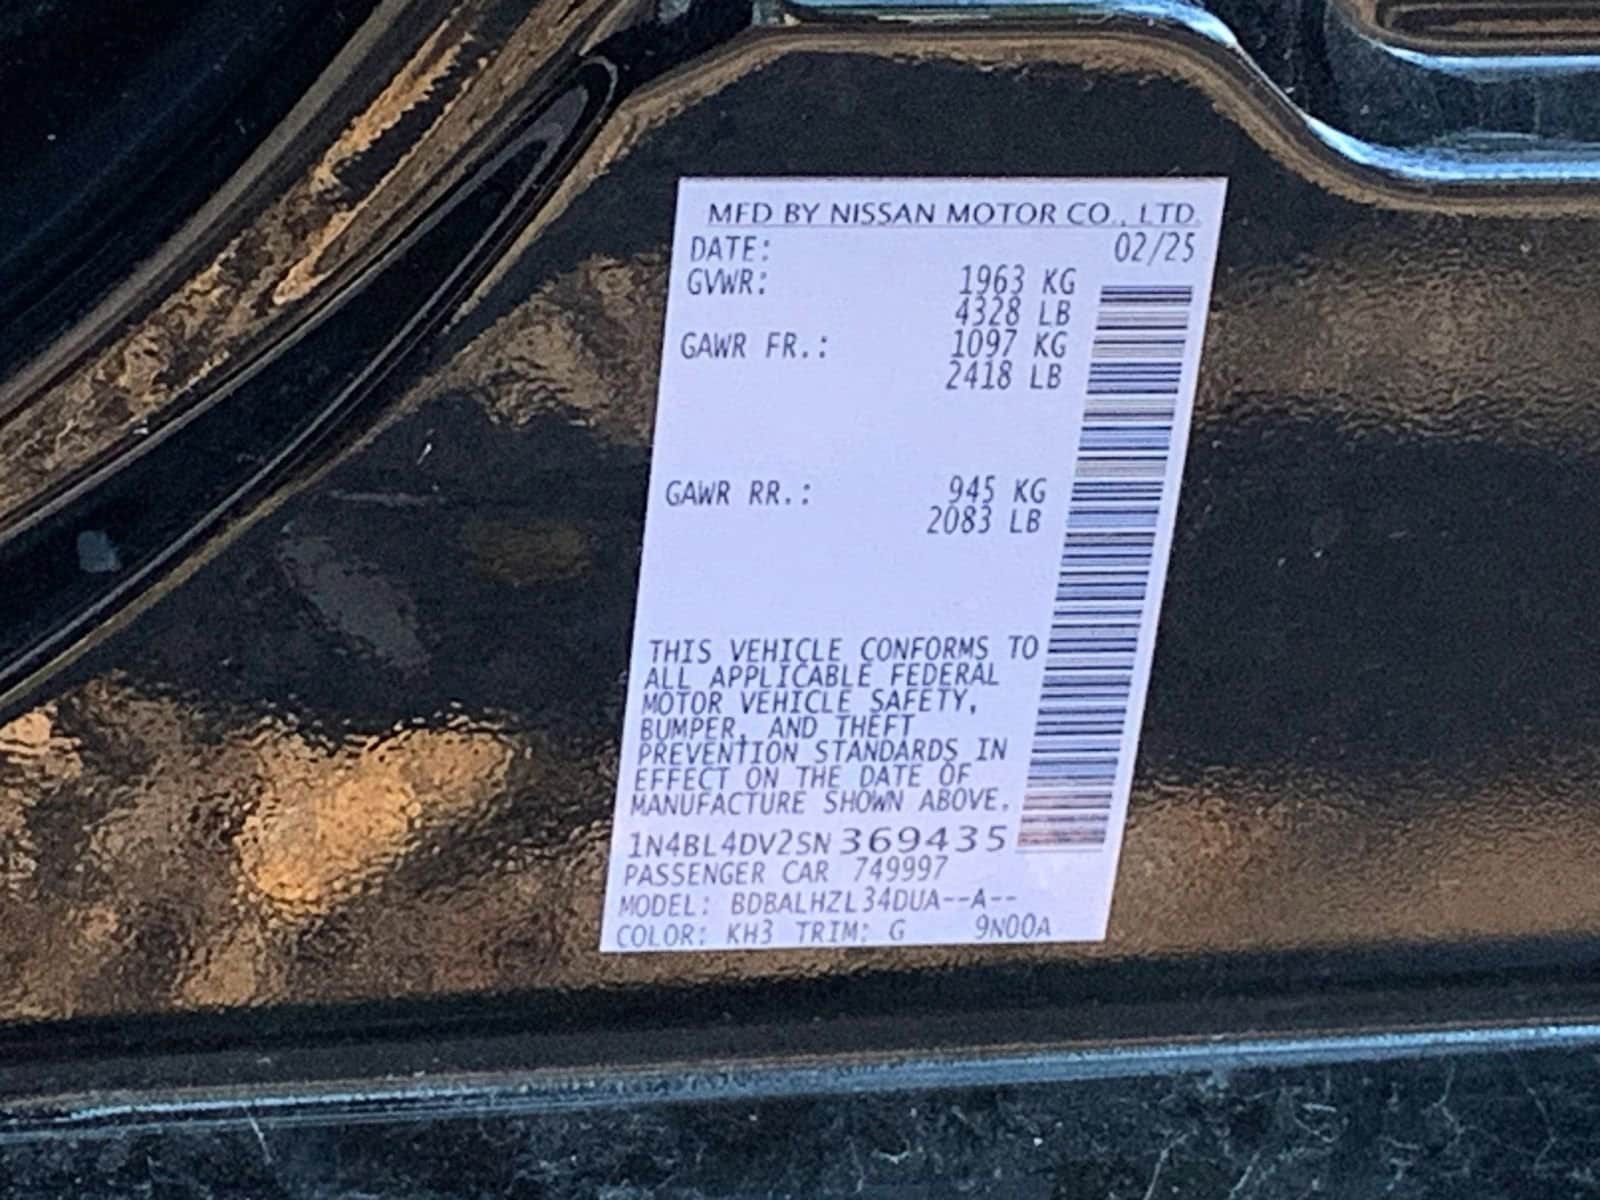 MFD BY NISSAN MOTOR CO., LTD.
DATE: 02/25
GVWR: 1963 KG
4328 LB
GAWR FR.: 1097 KG
2418 LB
GAWR RR.: 945 KG
2083 LB
THIS VEHICLE CONFORMS TO
ALL APPLICABLE FEDERAL
MOTOR VEHICLE SAFETY,
BUMPER, AND THEFT
PREVENTION STANDARDS IN
EFFECT ON THE DATE OF
MANUFACTURE SHOWN ABOVE.
1N4BL4DV2SN369435
PASSENGER CAR 749997
MODEL: BDBALHZL34DUA--A--
COLOR: KH3 TRIM: G 9N00A